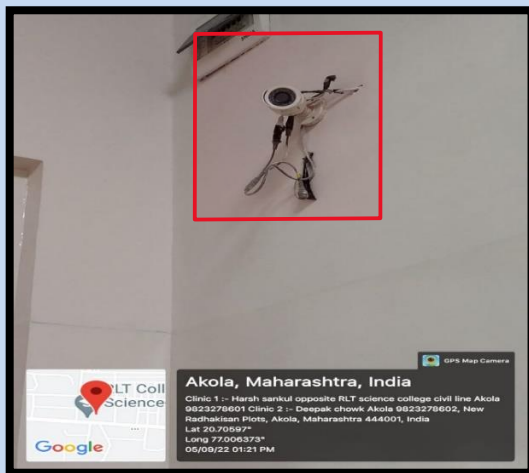 GPS Map Camera
'LT Coll
Science
Google
Akola, Maharashtra, India
Clinic 1 :- Harsh sankul opposite RLT science college civil line Akola
9823278601 Clinic 2 :- Deepak chowk Akola 9823278602, New
Radhakisan Plots, Akola, Maharashtra 444001, India
Lat 20.70597°
Long 77.006373°
05/09/22 01:21 PM